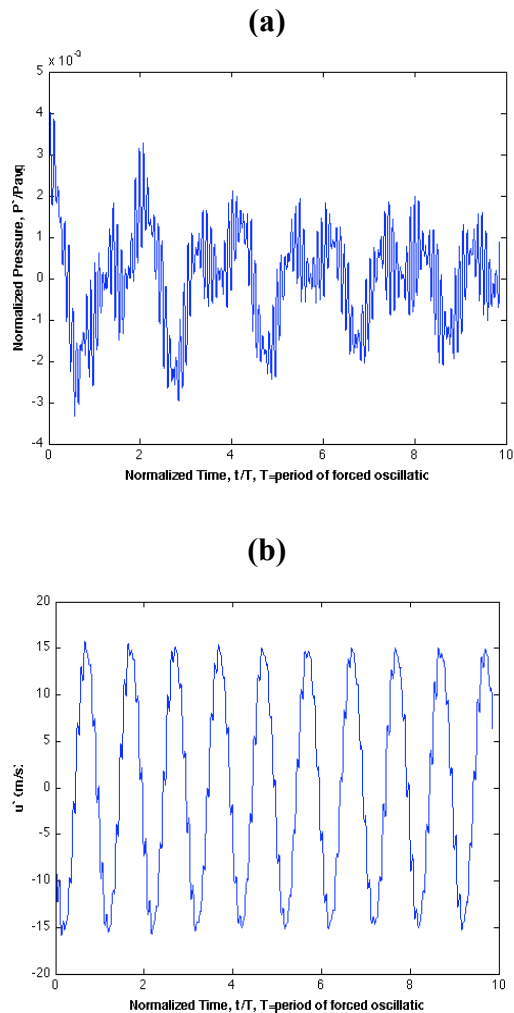 (a)
× 10⁻³
5
4
3
2
1
0
-1
-2
-3
-4
Normalized Pressure, P`/Pavg
0 2 4 6 8 10
Normalized Time, t/T, T=period of forced oscillatic
(b)
20
15
10
5
0
-5
-10
-15
-20
u` (m/s)
0 2 4 6 8 10
Normalized Time, t/T, T=period of forced oscillatic